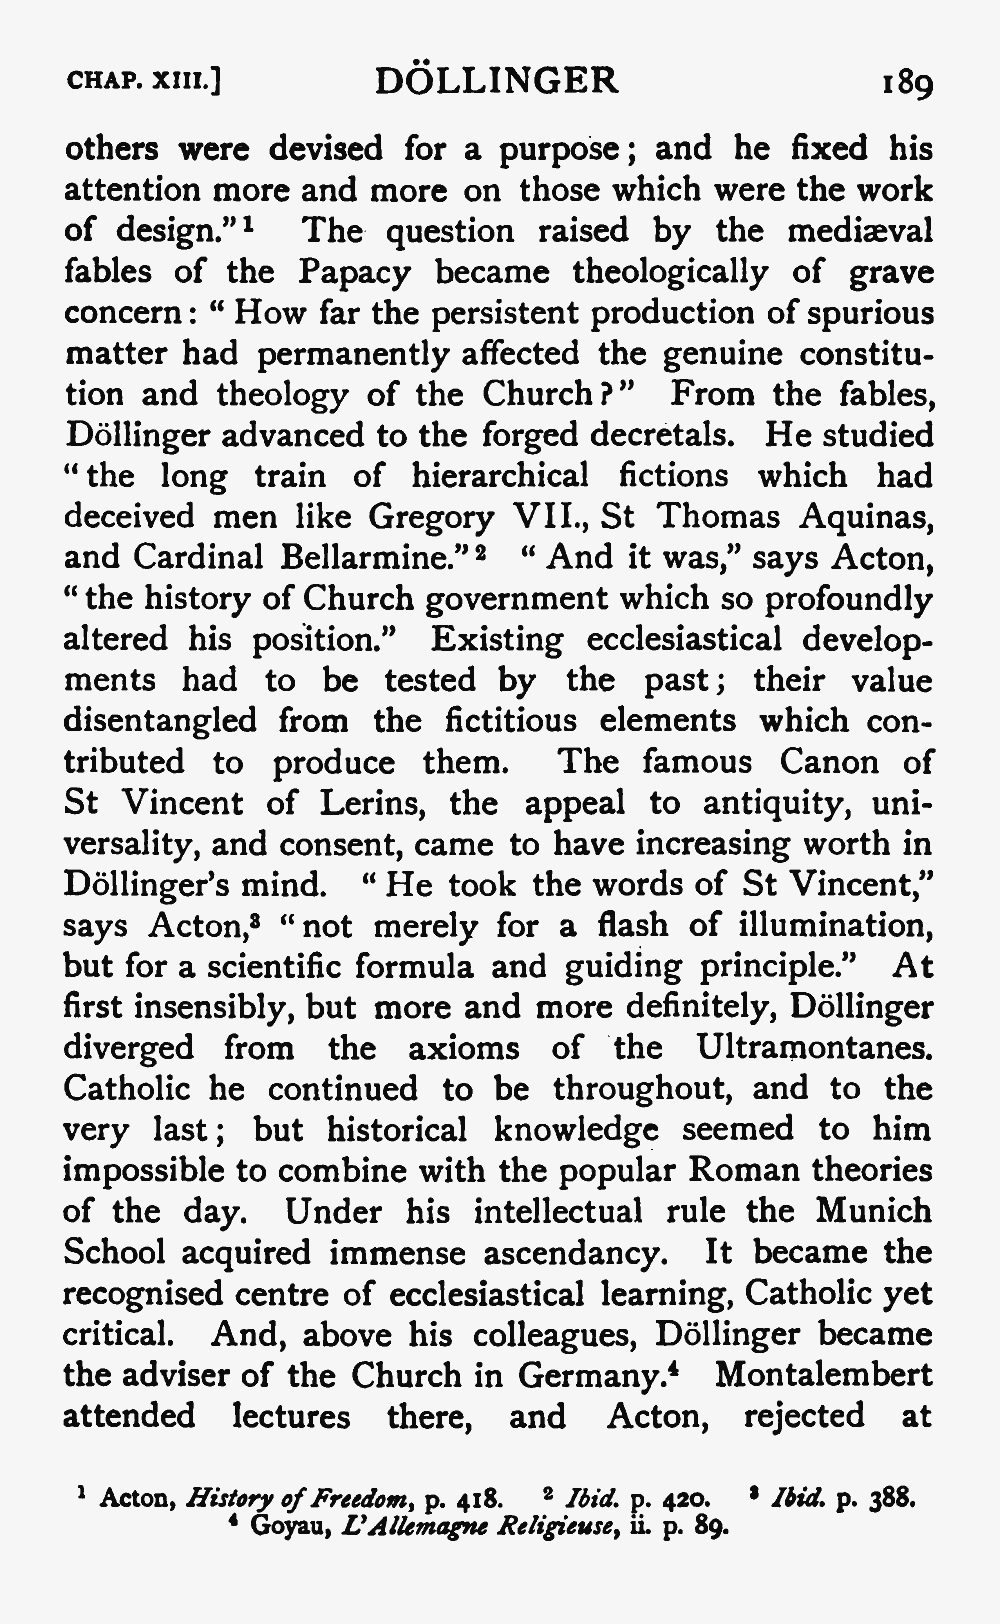 CHAP. XIII.] DÖLLINGER 189
others were devised for a purpose; and he fixed his
attention more and more on those which were the work
of design."¹ The question raised by the mediæval
fables of the Papacy became theologically of grave
concern: "How far the persistent production of spurious
matter had permanently affected the genuine constitu-
tion and theology of the Church?" From the fables,
Döllinger advanced to the forged decretals. He studied
"the long train of hierarchical fictions which had
deceived men like Gregory VII., St Thomas Aquinas,
and Cardinal Bellarmine."² "And it was," says Acton,
"the history of Church government which so profoundly
altered his position." Existing ecclesiastical develop-
ments had to be tested by the past; their value
disentangled from the fictitious elements which con-
tributed to produce them. The famous Canon of
St Vincent of Lerins, the appeal to antiquity, uni-
versality, and consent, came to have increasing worth in
Döllinger's mind. "He took the words of St Vincent,"
says Acton,³ "not merely for a flash of illumination,
but for a scientific formula and guiding principle." At
first insensibly, but more and more definitely, Döllinger
diverged from the axioms of the Ultramontanes.
Catholic he continued to be throughout, and to the
very last; but historical knowledge seemed to him
impossible to combine with the popular Roman theories
of the day. Under his intellectual rule the Munich
School acquired immense ascendancy. It became the
recognised centre of ecclesiastical learning, Catholic yet
critical. And, above his colleagues, Döllinger became
the adviser of the Church in Germany.⁴ Montalembert
attended lectures there, and Acton, rejected at
¹ Acton, History of Freedom, p. 418. ² Ibid. p. 420. ³ Ibid. p. 388.
⁴ Goyau, L'Allemagne Religieuse, ii. p. 89.